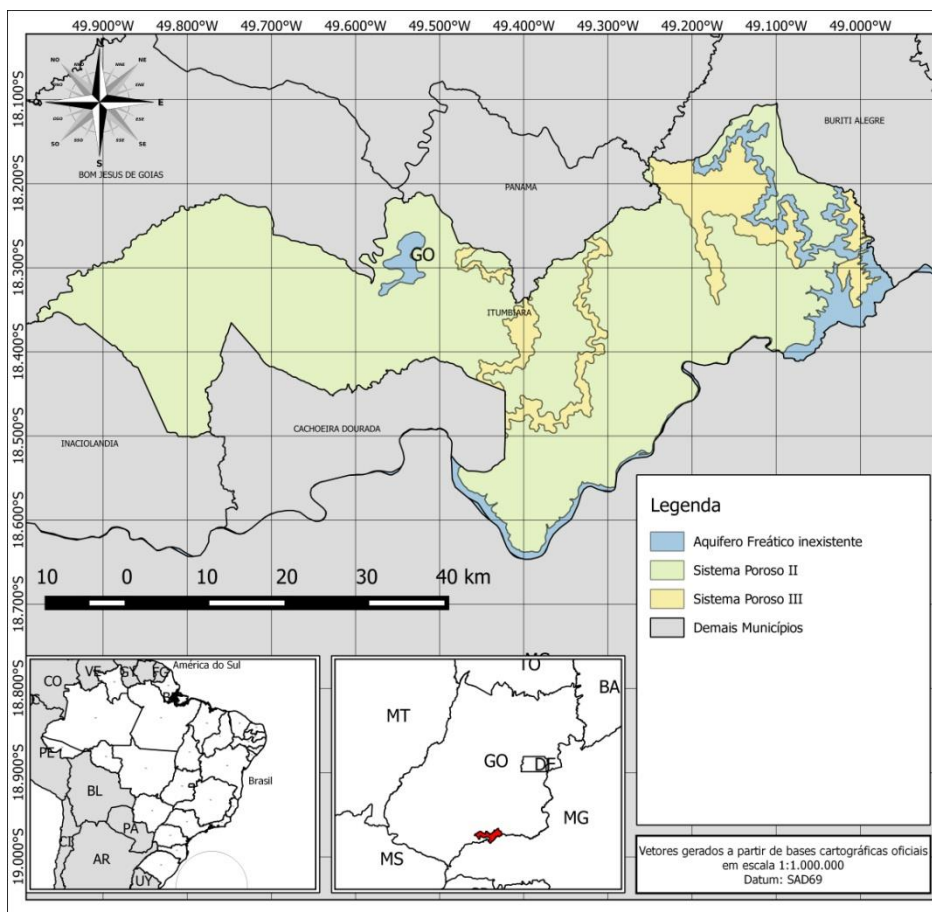 49.900°W 49.800°W 49.700°W 49.600°W 49.500°W 49.400°W 49.300°W 49.200°W 49.100°W 49.000°W
18.100°S
18.200°S
18.300°S
18.400°S
18.500°S
18.600°S
18.700°S
18.800°S
18.900°S
19.000°S
NO
NE
E
SO
SE
S
BURITI ALEGRE
BOM JESUS DE GOIAS
PANAMA
GO
ITUMBIARA
INACIOLANDIA
CACHOEIRA DOURADA
10 0 10 20 30 40 km
Legenda
Aquifero Freático inexistente
Sistema Poroso II
Sistema Poroso III
Demais Municípios
América do Sul
CO
VE
GY
FG
PE
BL
Brasil
PA
AR
UY
TO
BA
MT
GO
DF
MG
MS
Vetores gerados a partir de bases cartográficas oficiais
em escala 1:1.000.000
Datum: SAD69